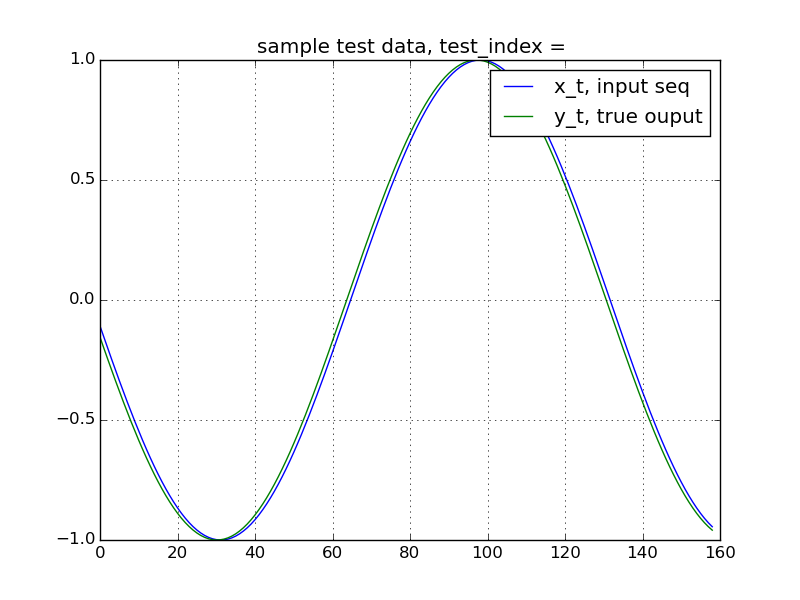 sample test data, test_index =
x_t, input seq
y_t, true ouput
1.0
0.5
0.0
−0.5
−1.0
0 20 40 60 80 100 120 140 160